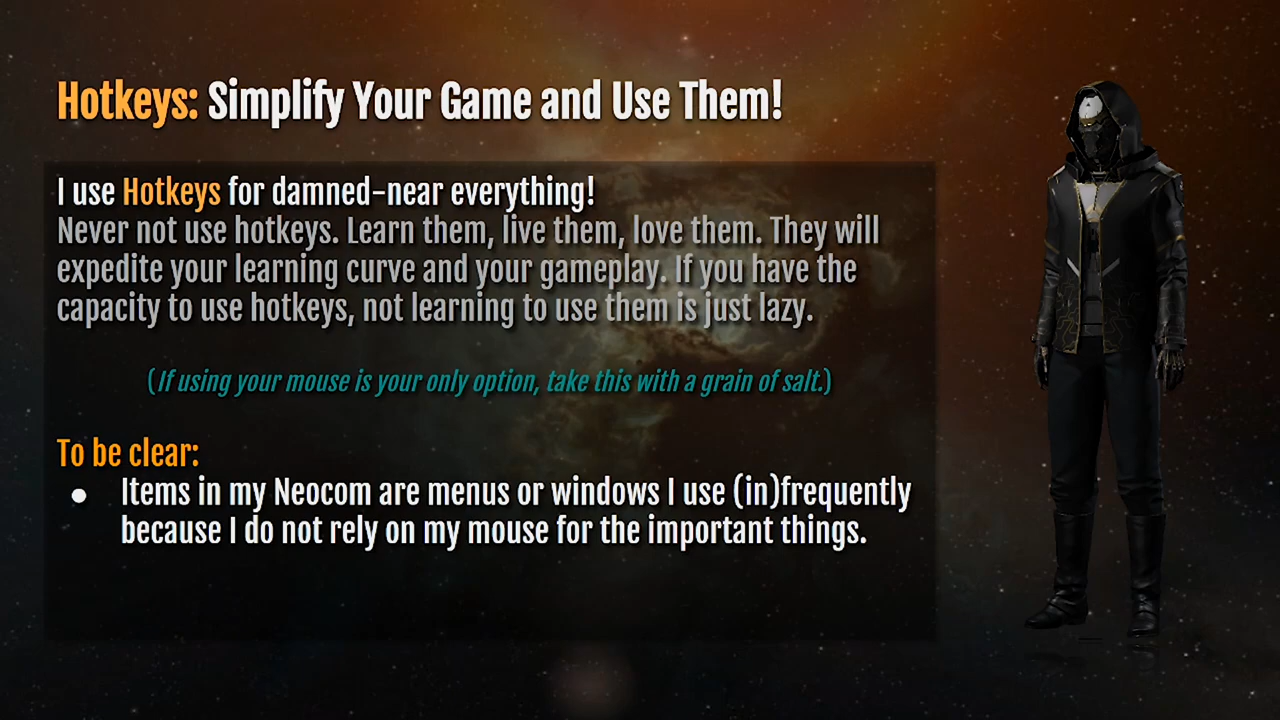 Hotkeys: Simplify Your Game and Use Them!
I use Hotkeys for damned-near everything!
Never not use hotkeys. Learn them, live them, love them. They will
expedite your learning curve and your gameplay. If you have the
capacity to use hotkeys, not learning to use them is just lazy.
(If using your mouse is your only option, take this with a grain of salt.)
To be clear:
● Items in my Neocom are menus or windows I use (in)frequently
because I do not rely on my mouse for the important things.